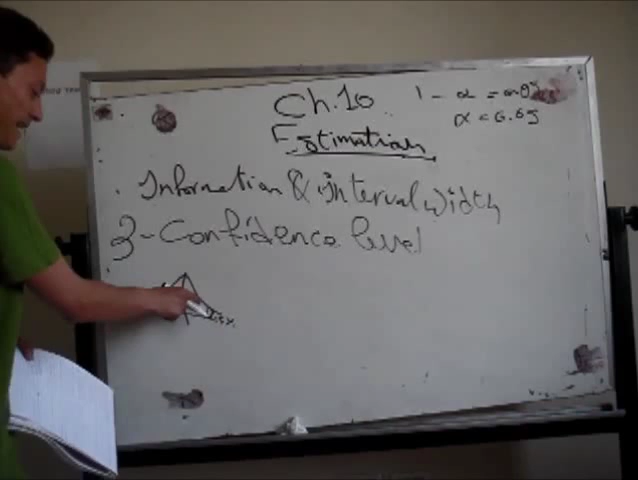 Ch.10
1 - α = 0.95
α = 0.05
Estimation
. Information & interval width
3-Confidence level